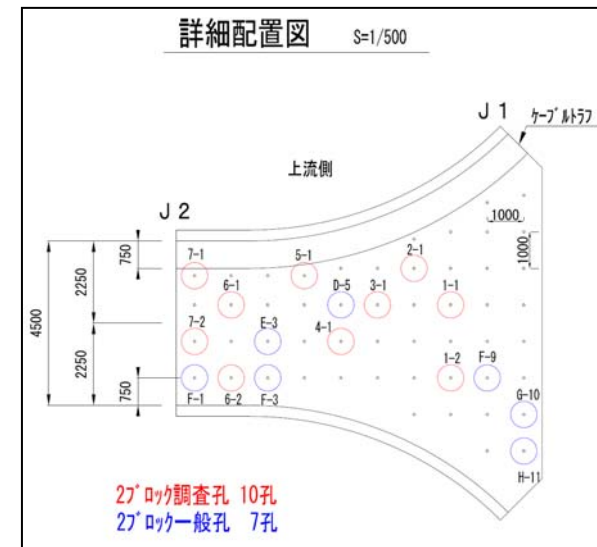 詳細配置図 S=1/500
J1 ケーブルトラフ
上流側
J2
1000
1000
750
2250
4500
2250
750
7-1
5-1
2-1
6-1
D-5
3-1
1-1
7-2
E-3
4-1
1-2
F-9
F-1
6-2
F-3
G-10
H-11
2ブロック調査孔 10孔
2ブロック一般孔 7孔